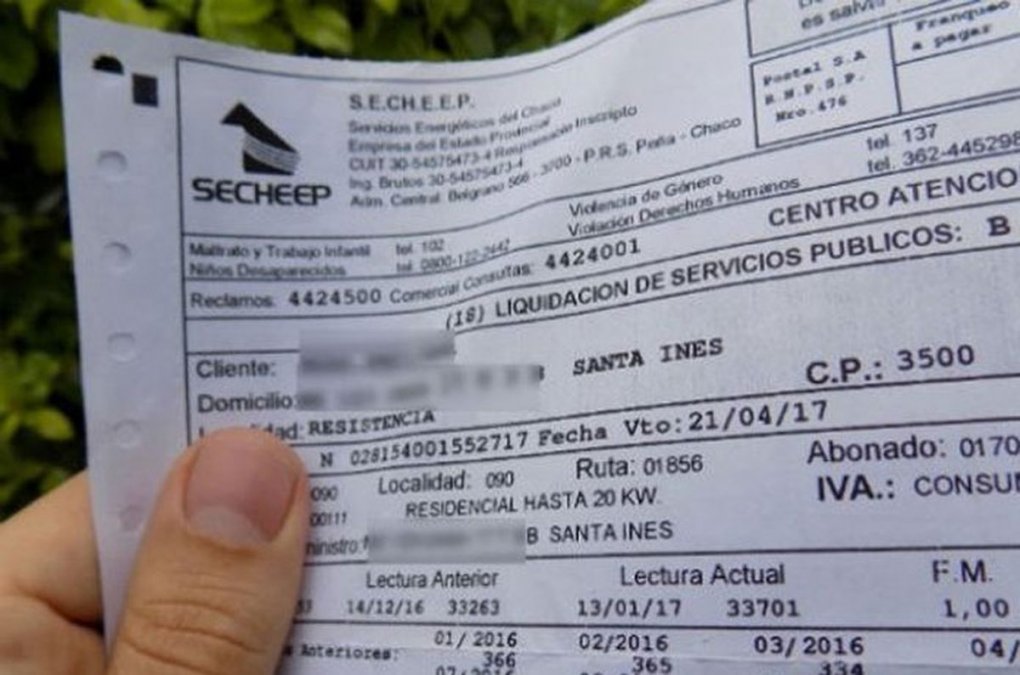 es salv
Franqueo
a pagar
Postal S.A
R.N.P.S.P.
Nro. 476
SECHEEP
S.E.CH.E.E.P.
Servicios Energéticos del Chaco
Empresa del Estado Provincial
CUIT 30-54575473-4 Responsable Inscripto
Ing. Brutos 30-54575473-4
Adm. Central: Belgrano 566 - 3700 - P.R.S. Peña - Chaco
Maltrato y Trabajo Infantil tel. 102 Violencia de Género tel. 137
Niños Desaparecidos tel. 0800-122-2442 Violación Derechos Humanos tel. 362-445298
Reclamos: 4424500 Comercial Consultas: 4424001 CENTRO ATENCIO
(18) LIQUIDACION DE SERVICIOS PUBLICOS: B
Cliente:
Domicilio: SANTA INES
RESISTENCIA C.P.: 3500
N 028154001552717 Fecha Vto: 21/04/17
090 Localidad: 090 Ruta: 01856 Abonado: 0170
00111 RESIDENCIAL HASTA 20 KW. IVA.: CONSUM
ministro: B SANTA INES
Lectura Anterior Lectura Actual F.M.
14/12/16 33263 13/01/17 33701 1,00
Anteriores: 01/2016 02/2016 03/2016 04/
366 365 334